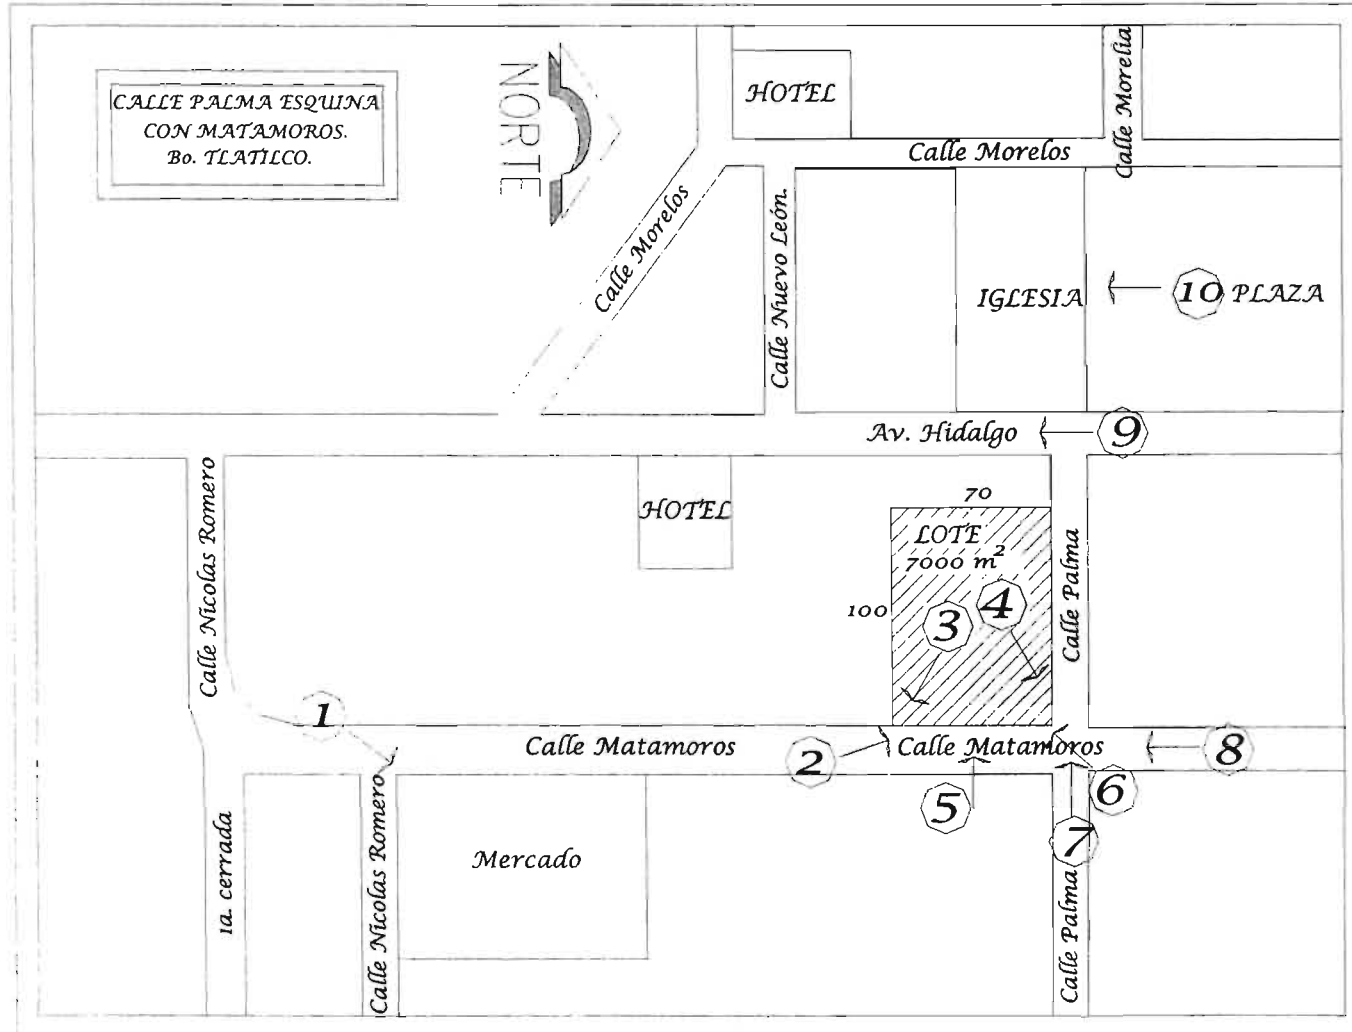 CALLE PALMA ESQUINA
CON MATAMOROS.
Bo. TLATILCO.
NORTE
HOTEL
Calle Morelia
Calle Morelos
Calle Morelos
Calle Nuevo León.
IGLESIA
10
PLAZA
Av. Hidalgo
9
Calle Nicolas Romero
HOTEL
70
LOTE
7000 m²
100
3
4
Calle Palma
1
Calle Matamoros
2
Calle Matamoros
8
5
6
7
1a. cerrada
Calle Nicolas Romero
Mercado
Calle Palma